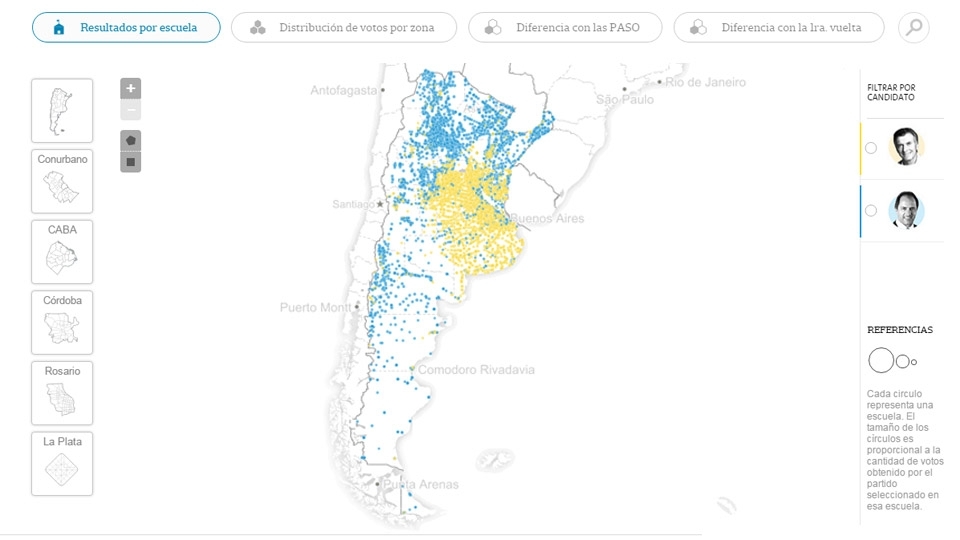 Resultados por escuela
Distribución de votos por zona
Diferencia con las PASO
Diferencia con la 1ra. vuelta
Conurbano
CABA
Córdoba
Rosario
La Plata
+
−
Antofagasta
Rio de Janeiro
São Paulo
Santiago
Buenos Aires
Puerto Montt
Comodoro Rivadavia
Punta Arenas
FILTRAR POR
CANDIDATO
REFERENCIAS
Cada circulo
representa una
escuela. El
tamaño de los
círculos es
proporcional a la
cantidad de votos
obtenido por el
partido
seleccionado en
esa escuela.